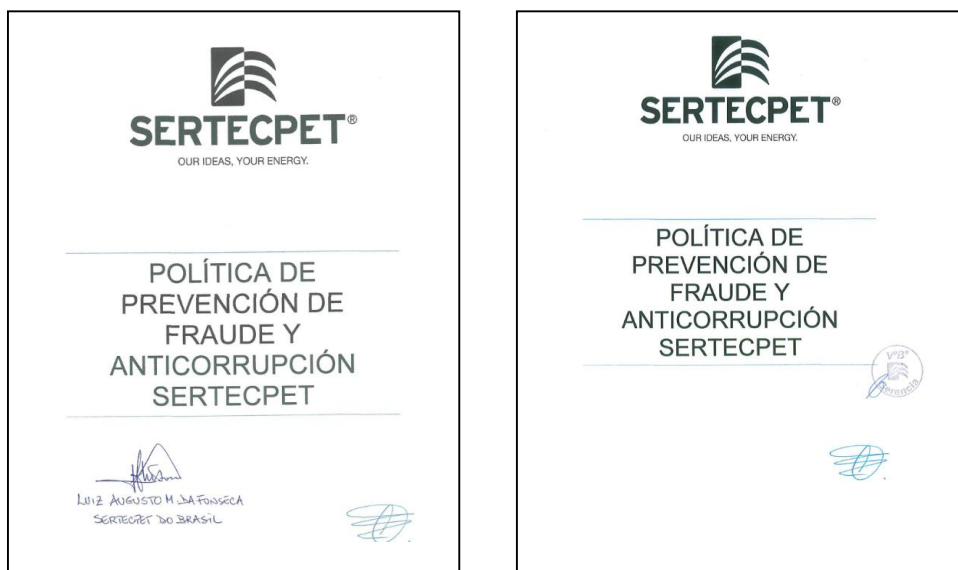 SERTECPET®
OUR IDEAS, YOUR ENERGY.
POLÍTICA DE
PREVENCIÓN DE
FRAUDE Y
ANTICORRUPCIÓN
SERTECPET
LUIZ AUGUSTO M. DA FONSECA
SERTECPET DO BRASIL
SERTECPET®
OUR IDEAS, YOUR ENERGY.
POLÍTICA DE
PREVENCIÓN DE
FRAUDE Y
ANTICORRUPCIÓN
SERTECPET
V°B°
Gerencia